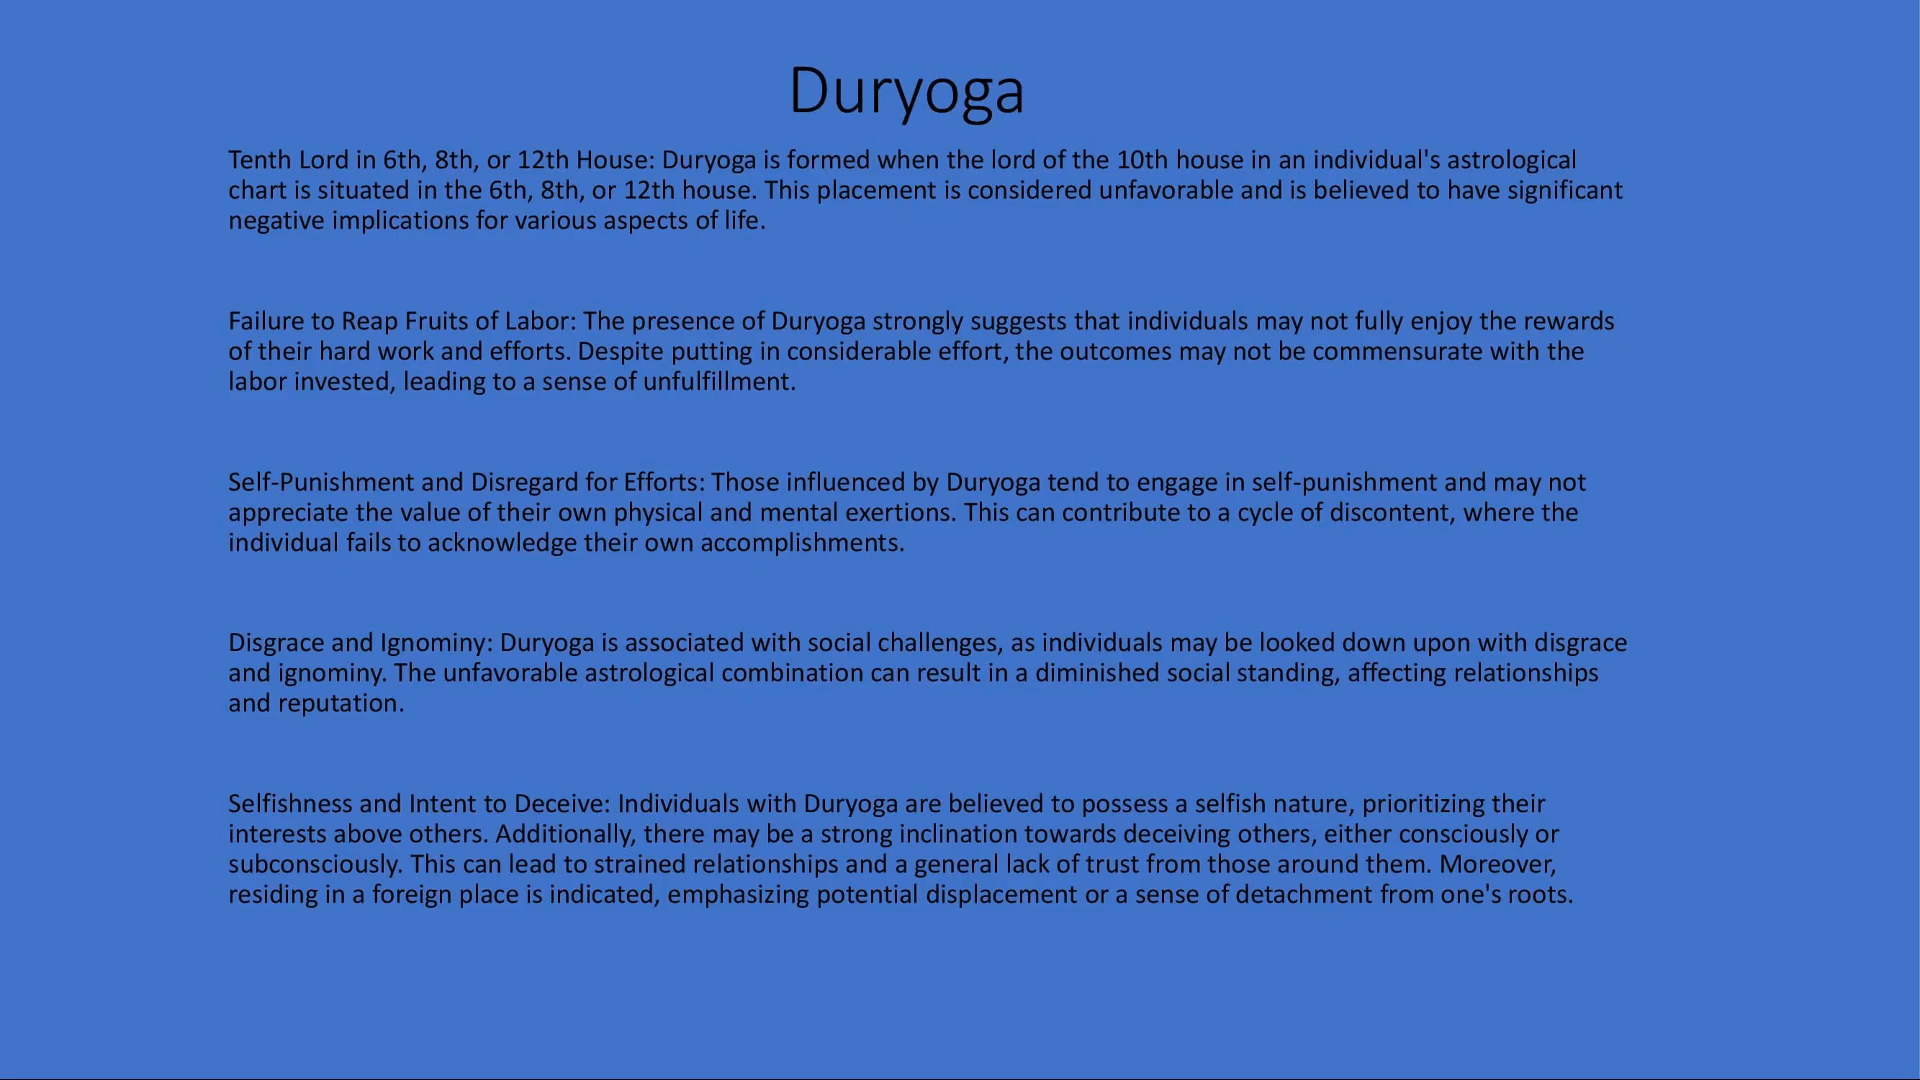 Duryoga
Tenth Lord in 6th, 8th, or 12th House: Duryoga is formed when the lord of the 10th house in an individual's astrological
chart is situated in the 6th, 8th, or 12th house. This placement is considered unfavorable and is believed to have significant
negative implications for various aspects of life.
Failure to Reap Fruits of Labor: The presence of Duryoga strongly suggests that individuals may not fully enjoy the rewards
of their hard work and efforts. Despite putting in considerable effort, the outcomes may not be commensurate with the
labor invested, leading to a sense of unfulfillment.
Self-Punishment and Disregard for Efforts: Those influenced by Duryoga tend to engage in self-punishment and may not
appreciate the value of their own physical and mental exertions. This can contribute to a cycle of discontent, where the
individual fails to acknowledge their own accomplishments.
Disgrace and Ignominy: Duryoga is associated with social challenges, as individuals may be looked down upon with disgrace
and ignominy. The unfavorable astrological combination can result in a diminished social standing, affecting relationships
and reputation.
Selfishness and Intent to Deceive: Individuals with Duryoga are believed to possess a selfish nature, prioritizing their
interests above others. Additionally, there may be a strong inclination towards deceiving others, either consciously or
subconsciously. This can lead to strained relationships and a general lack of trust from those around them. Moreover,
residing in a foreign place is indicated, emphasizing potential displacement or a sense of detachment from one's roots.